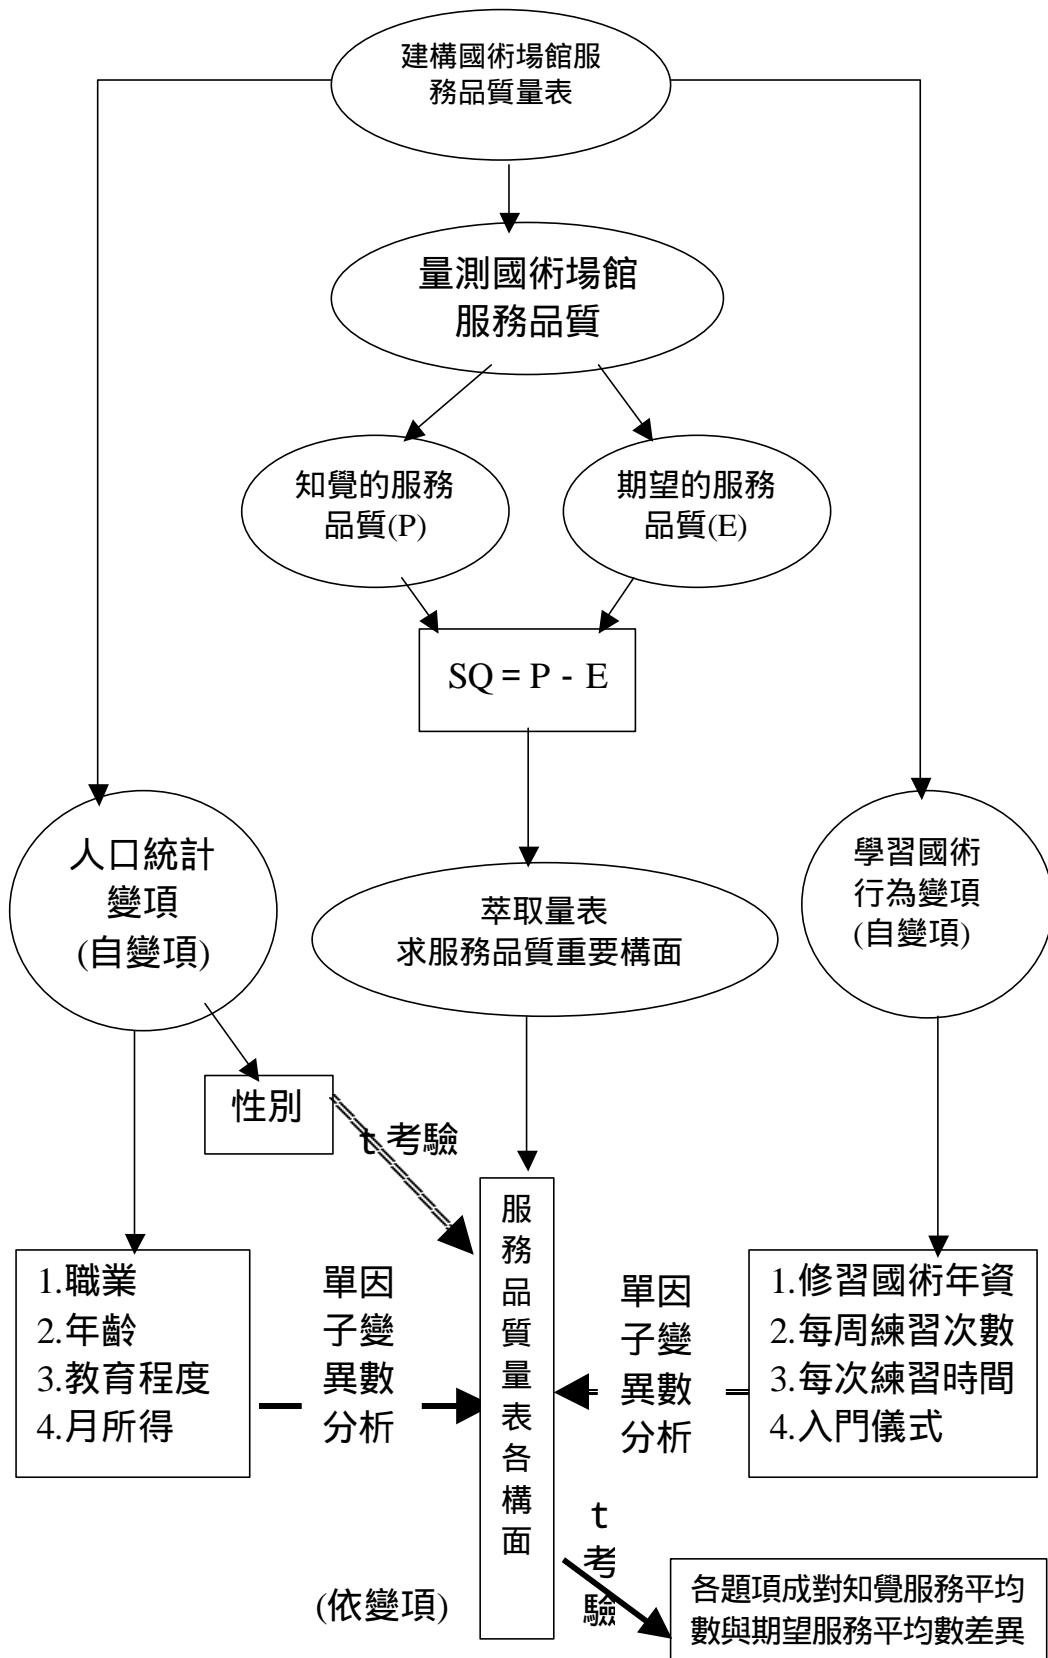 建構國術場館服
務品質量表
量測國術場館
服務品質
知覺的服務
品質(P)
期望的服務
品質(E)
SQ = P - E
人口統計
變項
(自變項)
萃取量表
求服務品質重要構面
學習國術
行為變項
(自變項)
性別
t 考驗
1.職業
2.年齡
3.教育程度
4.月所得
單因
子變
異數
分析
服
務
品
質
量
表
各
構
面
(依變項)
單因
子變
異數
分析
1.修習國術年資
2.每周練習次數
3.每次練習時間
4.入門儀式
t
考
驗
各題項成對知覺服務平均
數與期望服務平均數差異